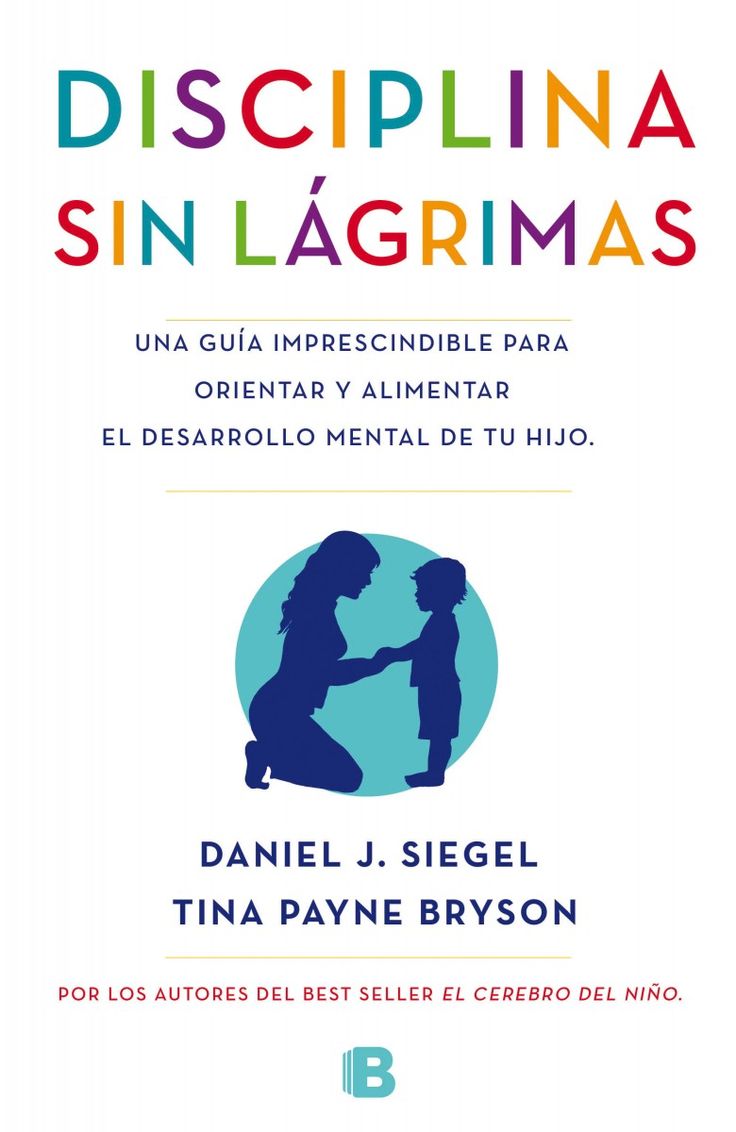 DISCIPLINA
SIN LÁGRIMAS
UNA GUÍA IMPRESCINDIBLE PARA
ORIENTAR Y ALIMENTAR
EL DESARROLLO MENTAL DE TU HIJO.
DANIEL J. SIEGEL
TINA PAYNE BRYSON
POR LOS AUTORES DEL BEST SELLER EL CEREBRO DEL NIÑO.
B